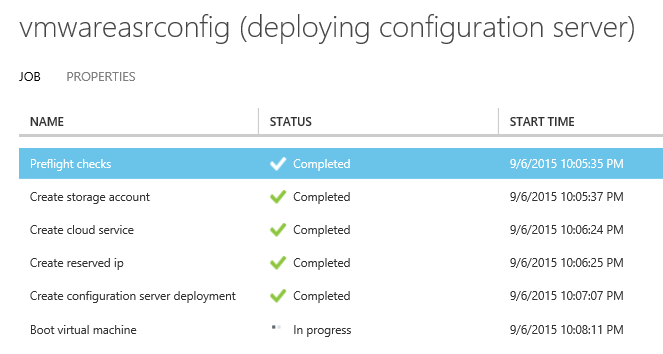 vmwareasrconfig (deploying configuration server)
JOB PROPERTIES
NAME STATUS START TIME
Preflight checks Completed 9/6/2015 10:05:35 PM
Create storage account Completed 9/6/2015 10:05:37 PM
Create cloud service Completed 9/6/2015 10:06:24 PM
Create reserved ip Completed 9/6/2015 10:06:25 PM
Create configuration server deployment Completed 9/6/2015 10:07:07 PM
Boot virtual machine In progress 9/6/2015 10:08:11 PM